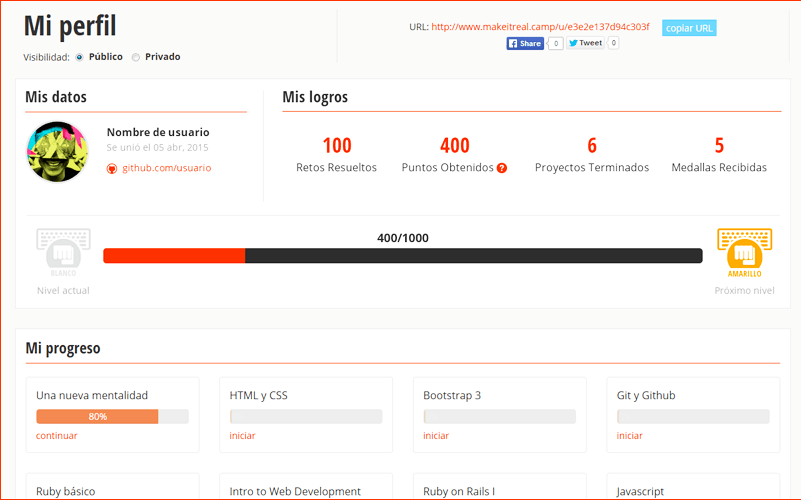 Mi perfil
URL: http://www.makeitreal.camp/u/e3e2e137d94c303f copiar URL
Share 0 Tweet 0
Visibilidad: Público Privado
Mis datos
Nombre de usuario
Se unió el 05 abr, 2015
github.com/usuario
Mis logros
100 400 6 5
Retos Resueltos Puntos Obtenidos ? Proyectos Terminados Medallas Recibidas
400/1000
BLANCO AMARILLO
Nivel actual Próximo nivel
Mi progreso
Una nueva mentalidad HTML y CSS Bootstrap 3 Git y Github
80%
continuar iniciar iniciar iniciar
Ruby básico Intro to Web Development Ruby on Rails I Javascript